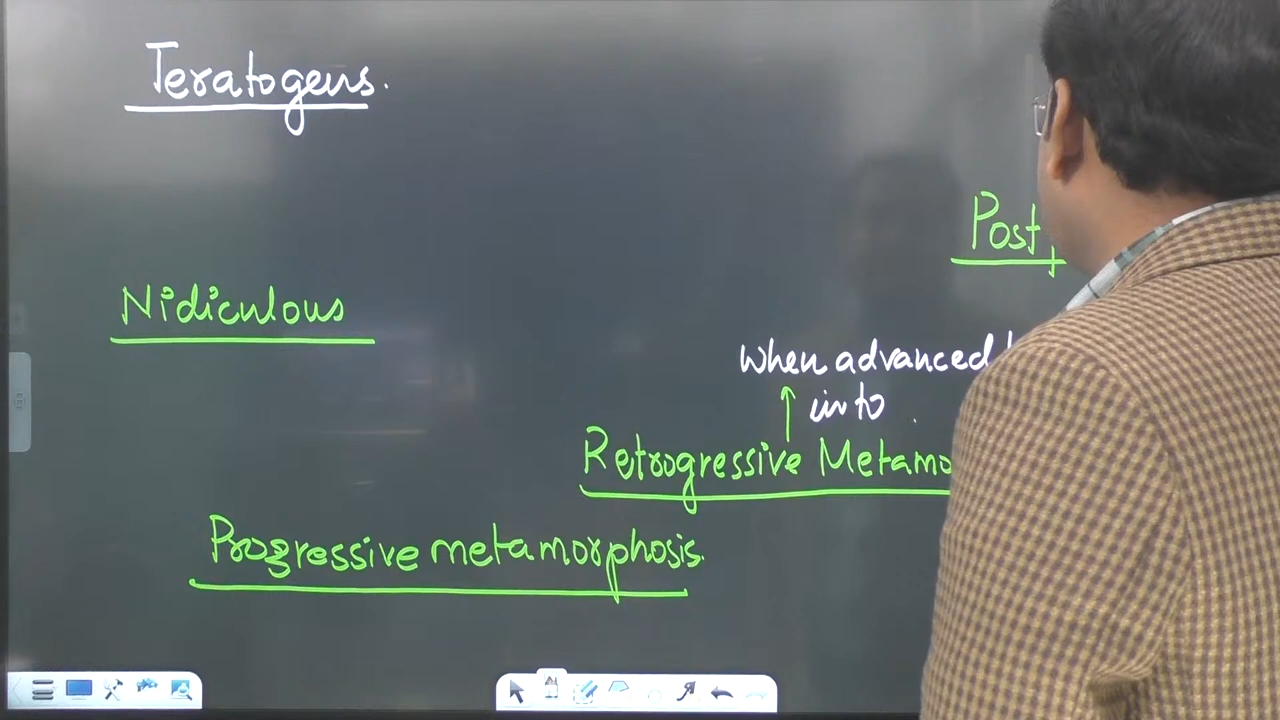 Teratogens.
Post
Nidiculous
when advanced
into
Retrogressive Metamo
Progressive metamorphosis.